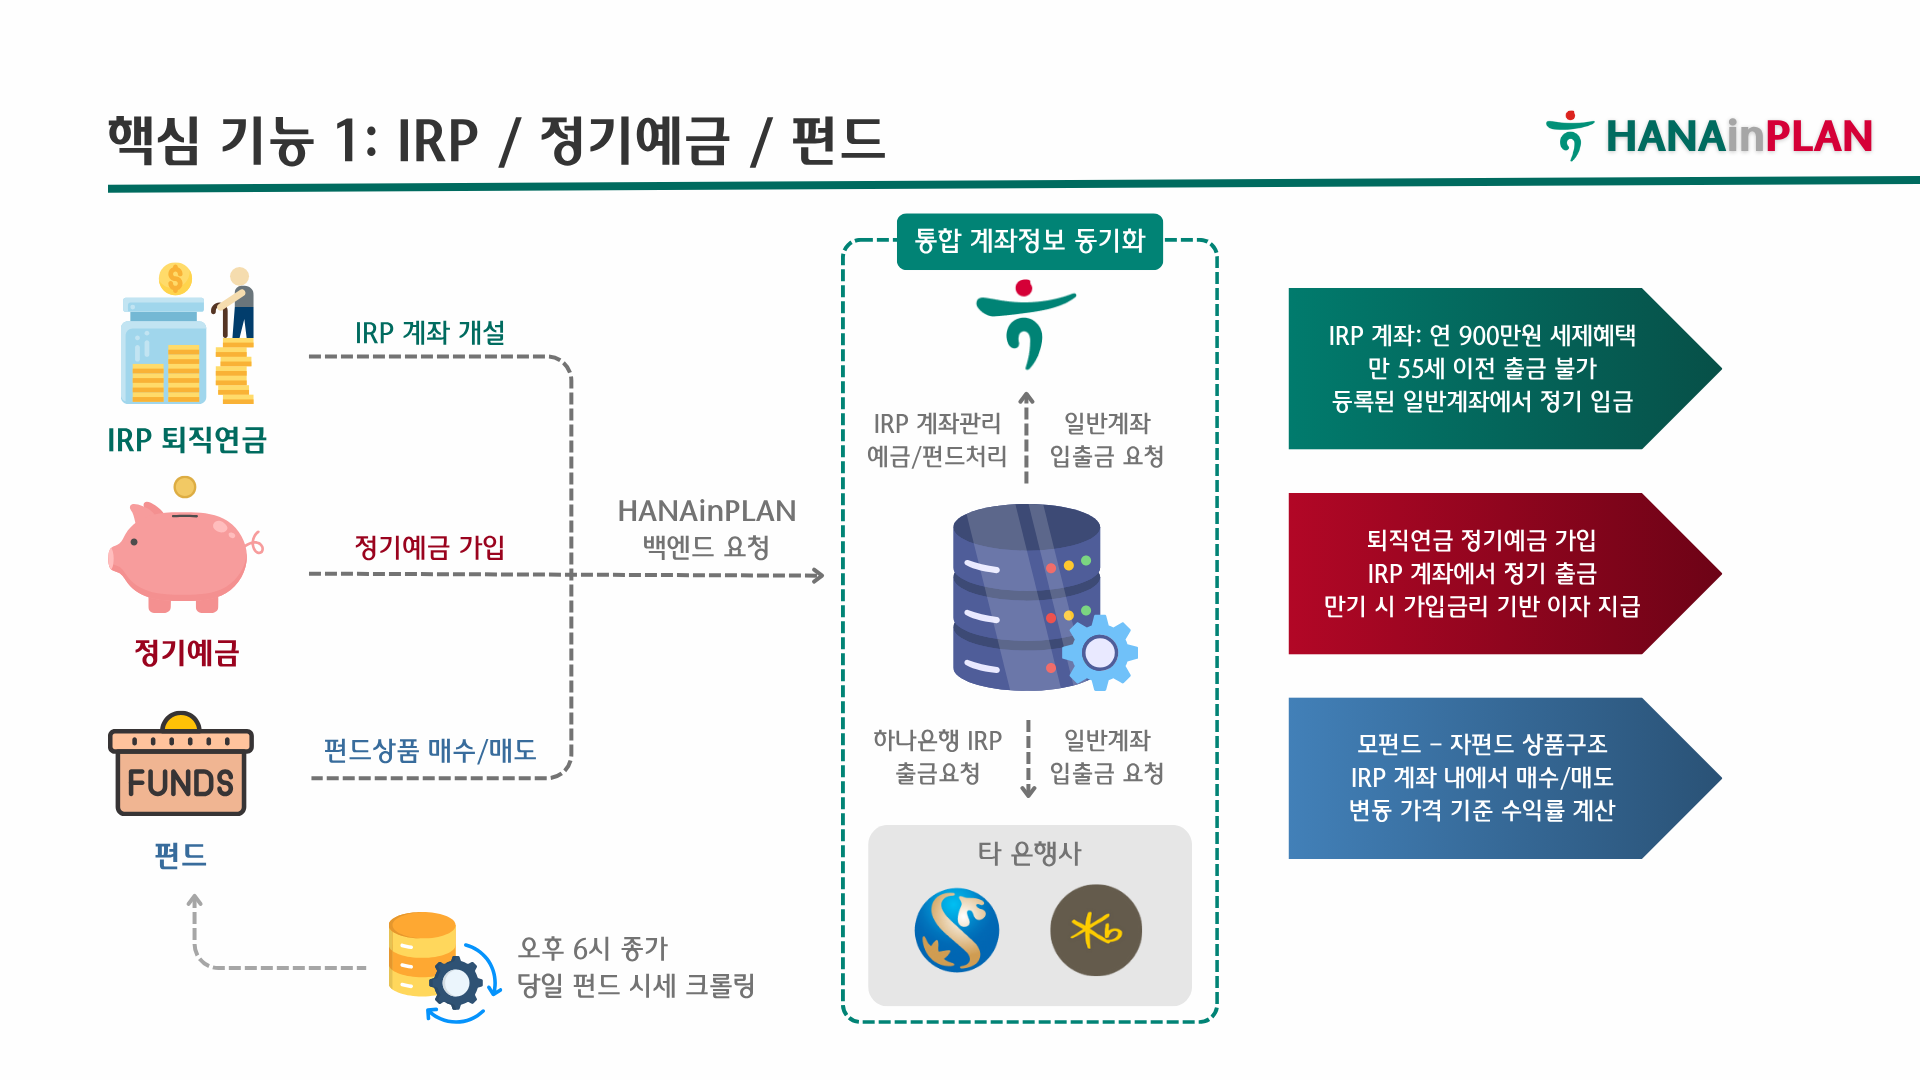 핵심 기능 1: IRP / 정기예금 / 펀드
HANAinPLAN
IRP 퇴직연금
IRP 계좌 개설
정기예금
정기예금 가입
FUNDS
펀드
펀드상품 매수/매도
오후 6시 종가
당일 펀드 시세 크롤링
HANAinPLAN
백엔드 요청
통합 계좌정보 동기화
IRP 계좌관리
예금/펀드처리
일반계좌
입출금 요청
하나은행 IRP
출금요청
일반계좌
입출금 요청
타 은행사
IRP 계좌: 연 900만원 세제혜택
만 55세 이전 출금 불가
등록된 일반계좌에서 정기 입금
퇴직연금 정기예금 가입
IRP 계좌에서 정기 출금
만기 시 가입금리 기반 이자 지급
모펀드 – 자펀드 상품구조
IRP 계좌 내에서 매수/매도
변동 가격 기준 수익률 계산